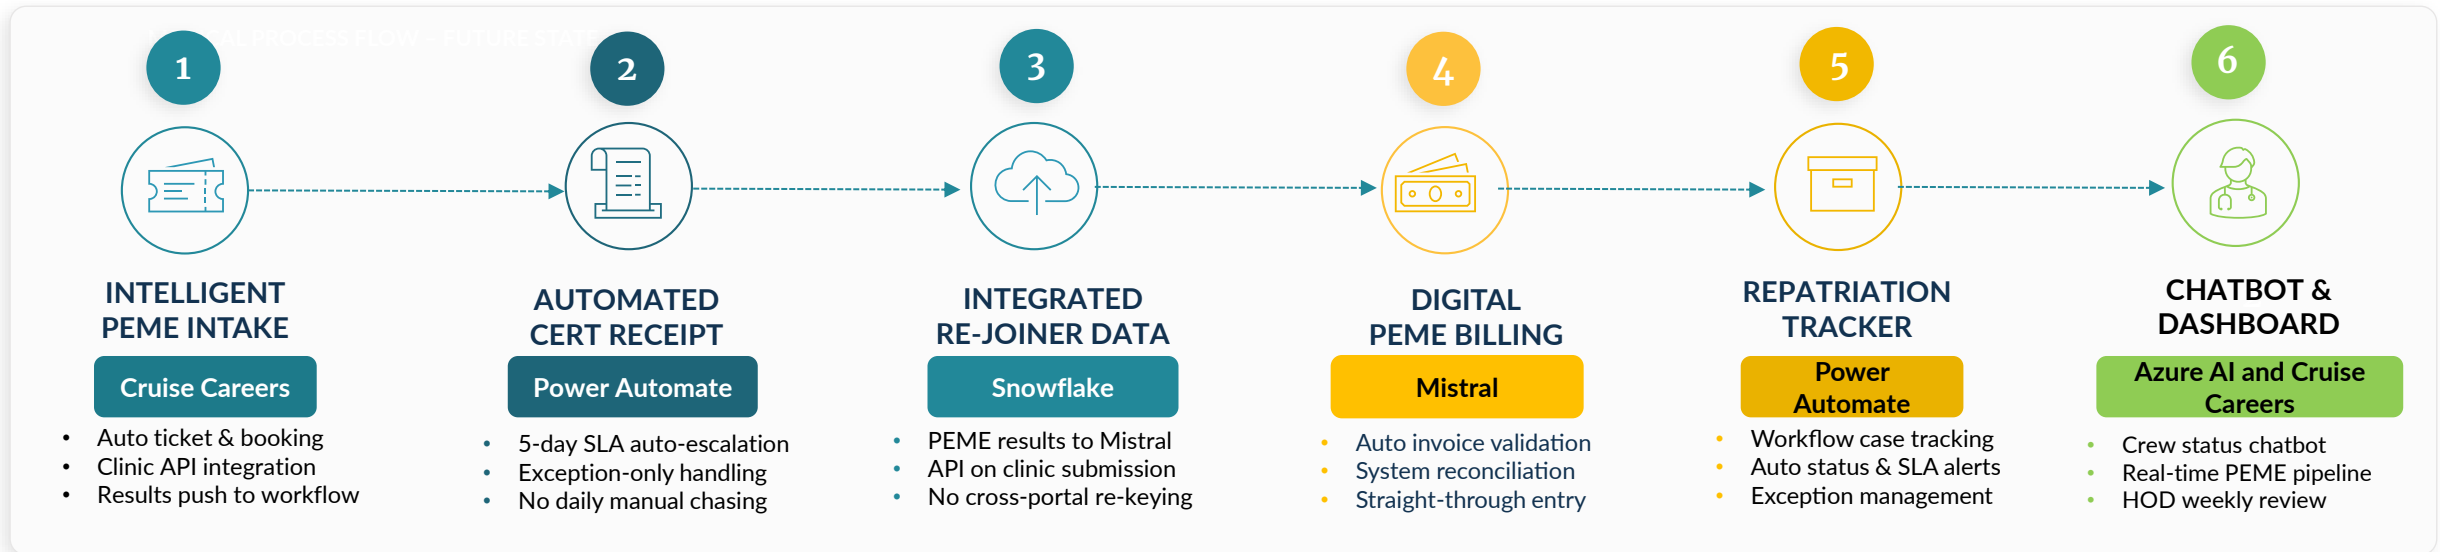 AL PROCESS FLOW – FUTURE STATE
1
INTELLIGENT
PEME INTAKE
Cruise Careers
• Auto ticket & booking
• Clinic API integration
• Results push to workflow
2
AUTOMATED
CERT RECEIPT
Power Automate
• 5-day SLA auto-escalation
• Exception-only handling
• No daily manual chasing
3
INTEGRATED
RE-JOINER DATA
Snowflake
• PEME results to Mistral
• API on clinic submission
• No cross-portal re-keying
4
DIGITAL
PEME BILLING
Mistral
• Auto invoice validation
• System reconciliation
• Straight-through entry
5
REPATRIATION
TRACKER
Power
Automate
• Workflow case tracking
• Auto status & SLA alerts
• Exception management
6
CHATBOT &
DASHBOARD
Azure AI and Cruise
Careers
• Crew status chatbot
• Real-time PEME pipeline
• HOD weekly review